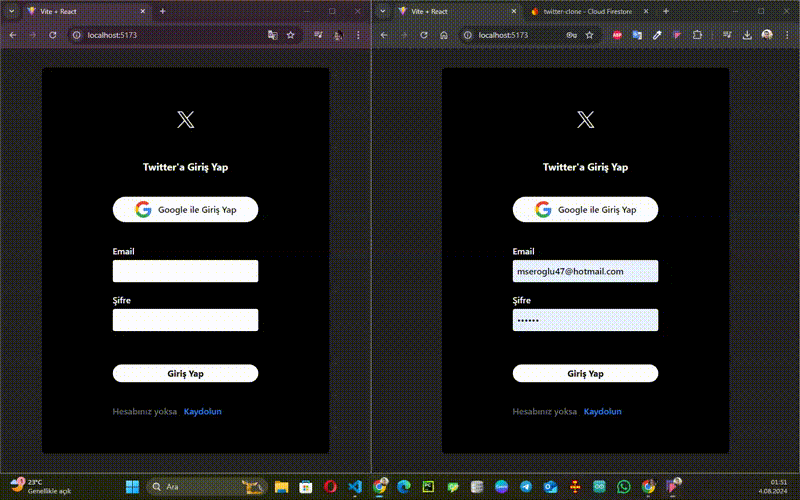 Vite + React
localhost:5173
Twitter'a Giriş Yap
Google ile Giriş Yap
Email
Şifre
Giriş Yap
Hesabınız yoksa Kaydolun
Vite + React
twitter-clone - Cloud Firestore
localhost:5173
Twitter'a Giriş Yap
Google ile Giriş Yap
Email
mseroglu47@hotmail.com
Şifre
••••••
Giriş Yap
Hesabınız yoksa Kaydolun
23°C
Genellikle açık
Ara
01:51
4.08.2024